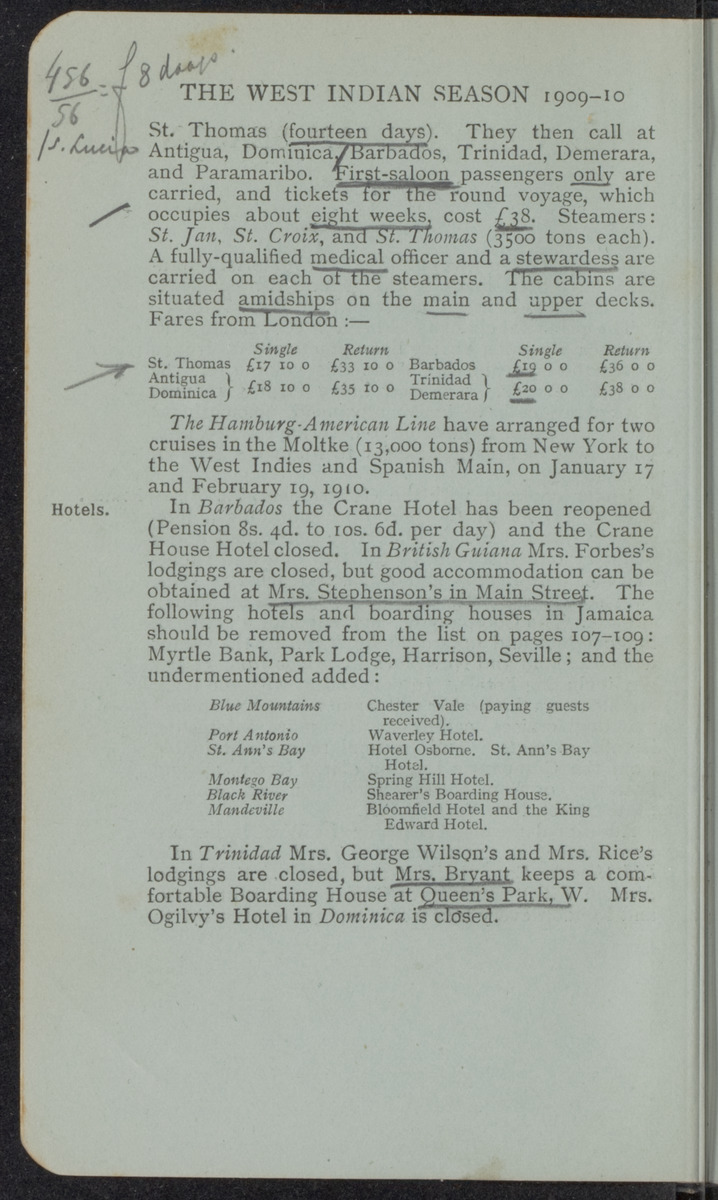 456
56 = £ 8 days.
THE WEST INDIAN SEASON 1909–10
/S. Lucia
St. Thomas (fourteen days). They then call at
Antigua, Dominica,/Barbados, Trinidad, Demerara,
and Paramaribo. First-saloon passengers only are
carried, and tickets for the round voyage, which
occupies about eight weeks, cost £38. Steamers:
St. Jan, St. Croix, and St. Thomas (3500 tons each).
A fully-qualified medical officer and a stewardess are
carried on each of the steamers. The cabins are
situated amidships on the main and upper decks.
Fares from London :—
Single Return Single Return
St. Thomas £17 10 0 £33 10 0 Barbados £19 0 0 £36 0 0
Antigua } Trinidad }
Dominica } £18 10 0 £35 10 0 Demerara } £20 0 0 £38 0 0
The Hamburg-American Line have arranged for two
cruises in the Moltke (13,000 tons) from New York to
the West Indies and Spanish Main, on January 17
and February 19, 1910.
Hotels. In Barbados the Crane Hotel has been reopened
(Pension 8s. 4d. to 10s. 6d. per day) and the Crane
House Hotel closed. In British Guiana Mrs. Forbes's
lodgings are closed, but good accommodation can be
obtained at Mrs. Stephenson's in Main Street. The
following hotels and boarding houses in Jamaica
should be removed from the list on pages 107–109:
Myrtle Bank, Park Lodge, Harrison, Seville; and the
undermentioned added:
Blue Mountains Chester Vale (paying guests
received).
Port Antonio Waverley Hotel.
St. Ann's Bay Hotel Osborne. St. Ann's Bay
Hotel.
Montego Bay Spring Hill Hotel.
Black River Shearer's Boarding House.
Mandeville Bloomfield Hotel and the King
Edward Hotel.
In Trinidad Mrs. George Wilson's and Mrs. Rice's
lodgings are closed, but Mrs. Bryant keeps a com-
fortable Boarding House at Queen's Park, W. Mrs.
Ogilvy's Hotel in Dominica is closed.